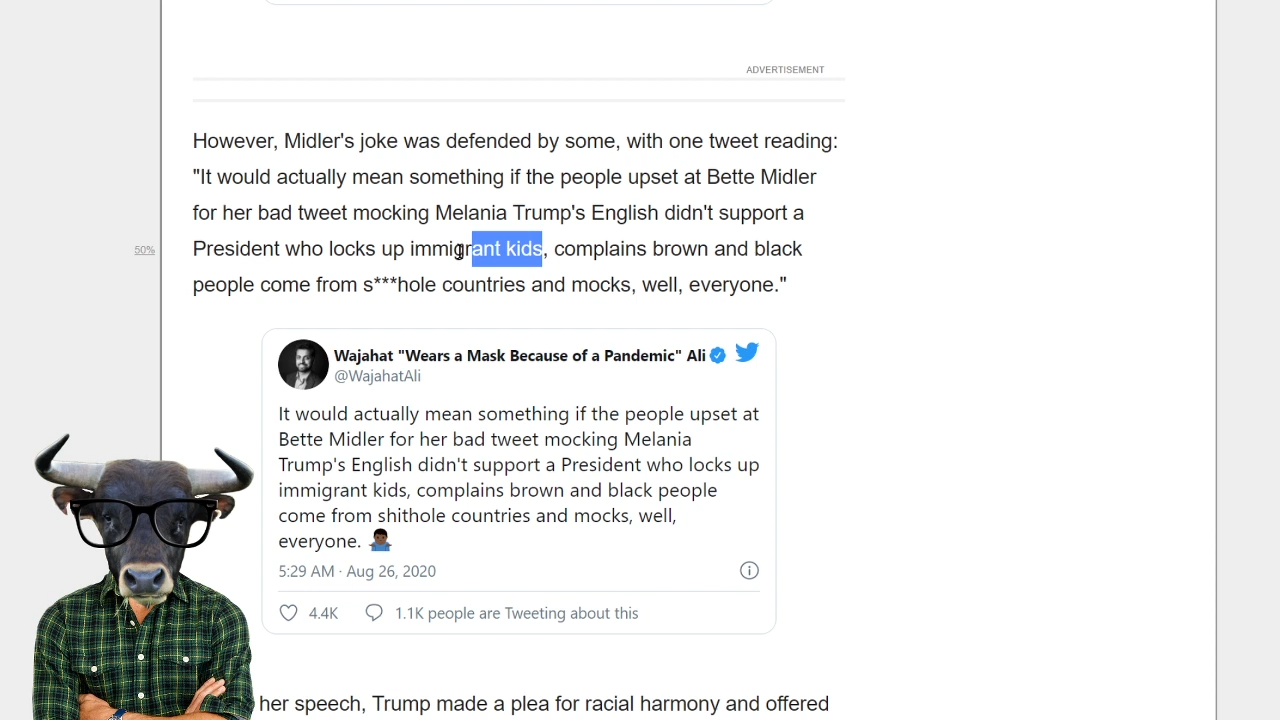 ADVERTISEMENT
However, Midler's joke was defended by some, with one tweet reading:
"It would actually mean something if the people upset at Bette Midler
for her bad tweet mocking Melania Trump's English didn't support a
President who locks up immigrant kids, complains brown and black
50%
people come from s***hole countries and mocks, well, everyone."
Wajahat "Wears a Mask Because of a Pandemic" Ali
@WajahatAli
It would actually mean something if the people upset at
Bette Midler for her bad tweet mocking Melania
Trump's English didn't support a President who locks up
immigrant kids, complains brown and black people
come from shithole countries and mocks, well,
everyone.
5:29 AM · Aug 26, 2020
4.4K 1.1K people are Tweeting about this
her speech, Trump made a plea for racial harmony and offered